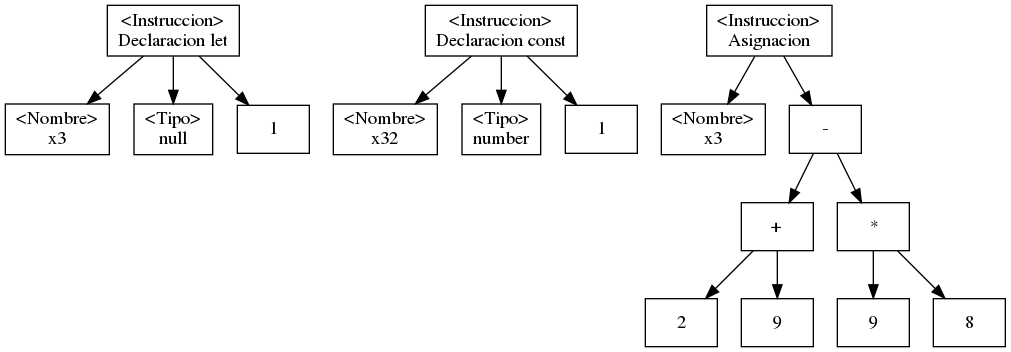 <Instruccion>
Declaracion let
<Nombre>
x3
<Tipo>
null
1
<Instruccion>
Declaracion const
<Nombre>
x32
<Tipo>
number
1
<Instruccion>
Asignacion
<Nombre>
x3
-
+
*
2
9
9
8